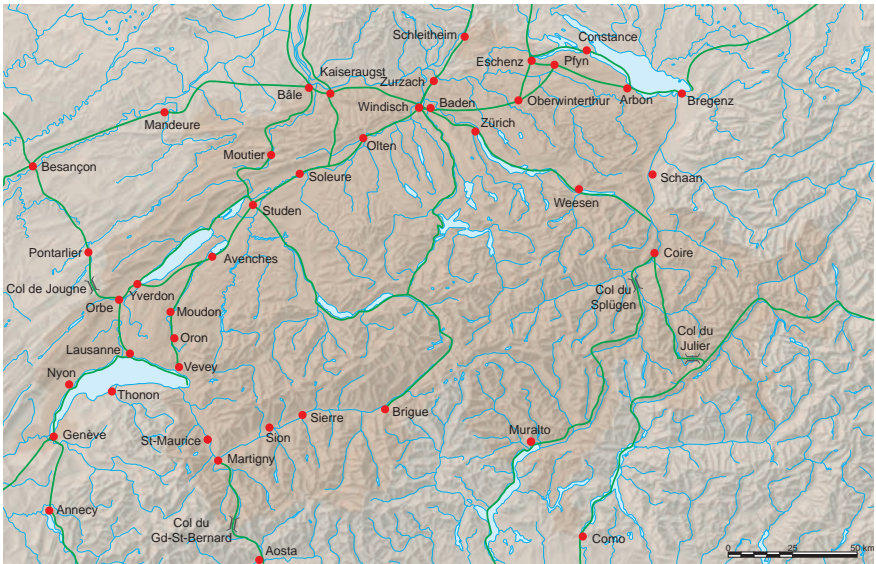 Schleitheim
Constance
Eschenz
Pfyn
Kaiseraugst
Zurzach
Bâle
Windisch
Baden
Oberwinterthur
Arbon
Bregenz
Mandeure
Zürich
Olten
Moutier
Besançon
Soleure
Schaan
Weesen
Studen
Pontarlier
Avenches
Coire
Col de Jougne
Yverdon
Orbe
Col du
Splügen
Moudon
Col du
Julier
Oron
Lausanne
Vevey
Nyon
Thonon
Brigue
Sierre
Sion
Genève
St-Maurice
Muralto
Martigny
Annecy
Col du
Gd-St-Bernard
Como
Aosta
0 25 50 km